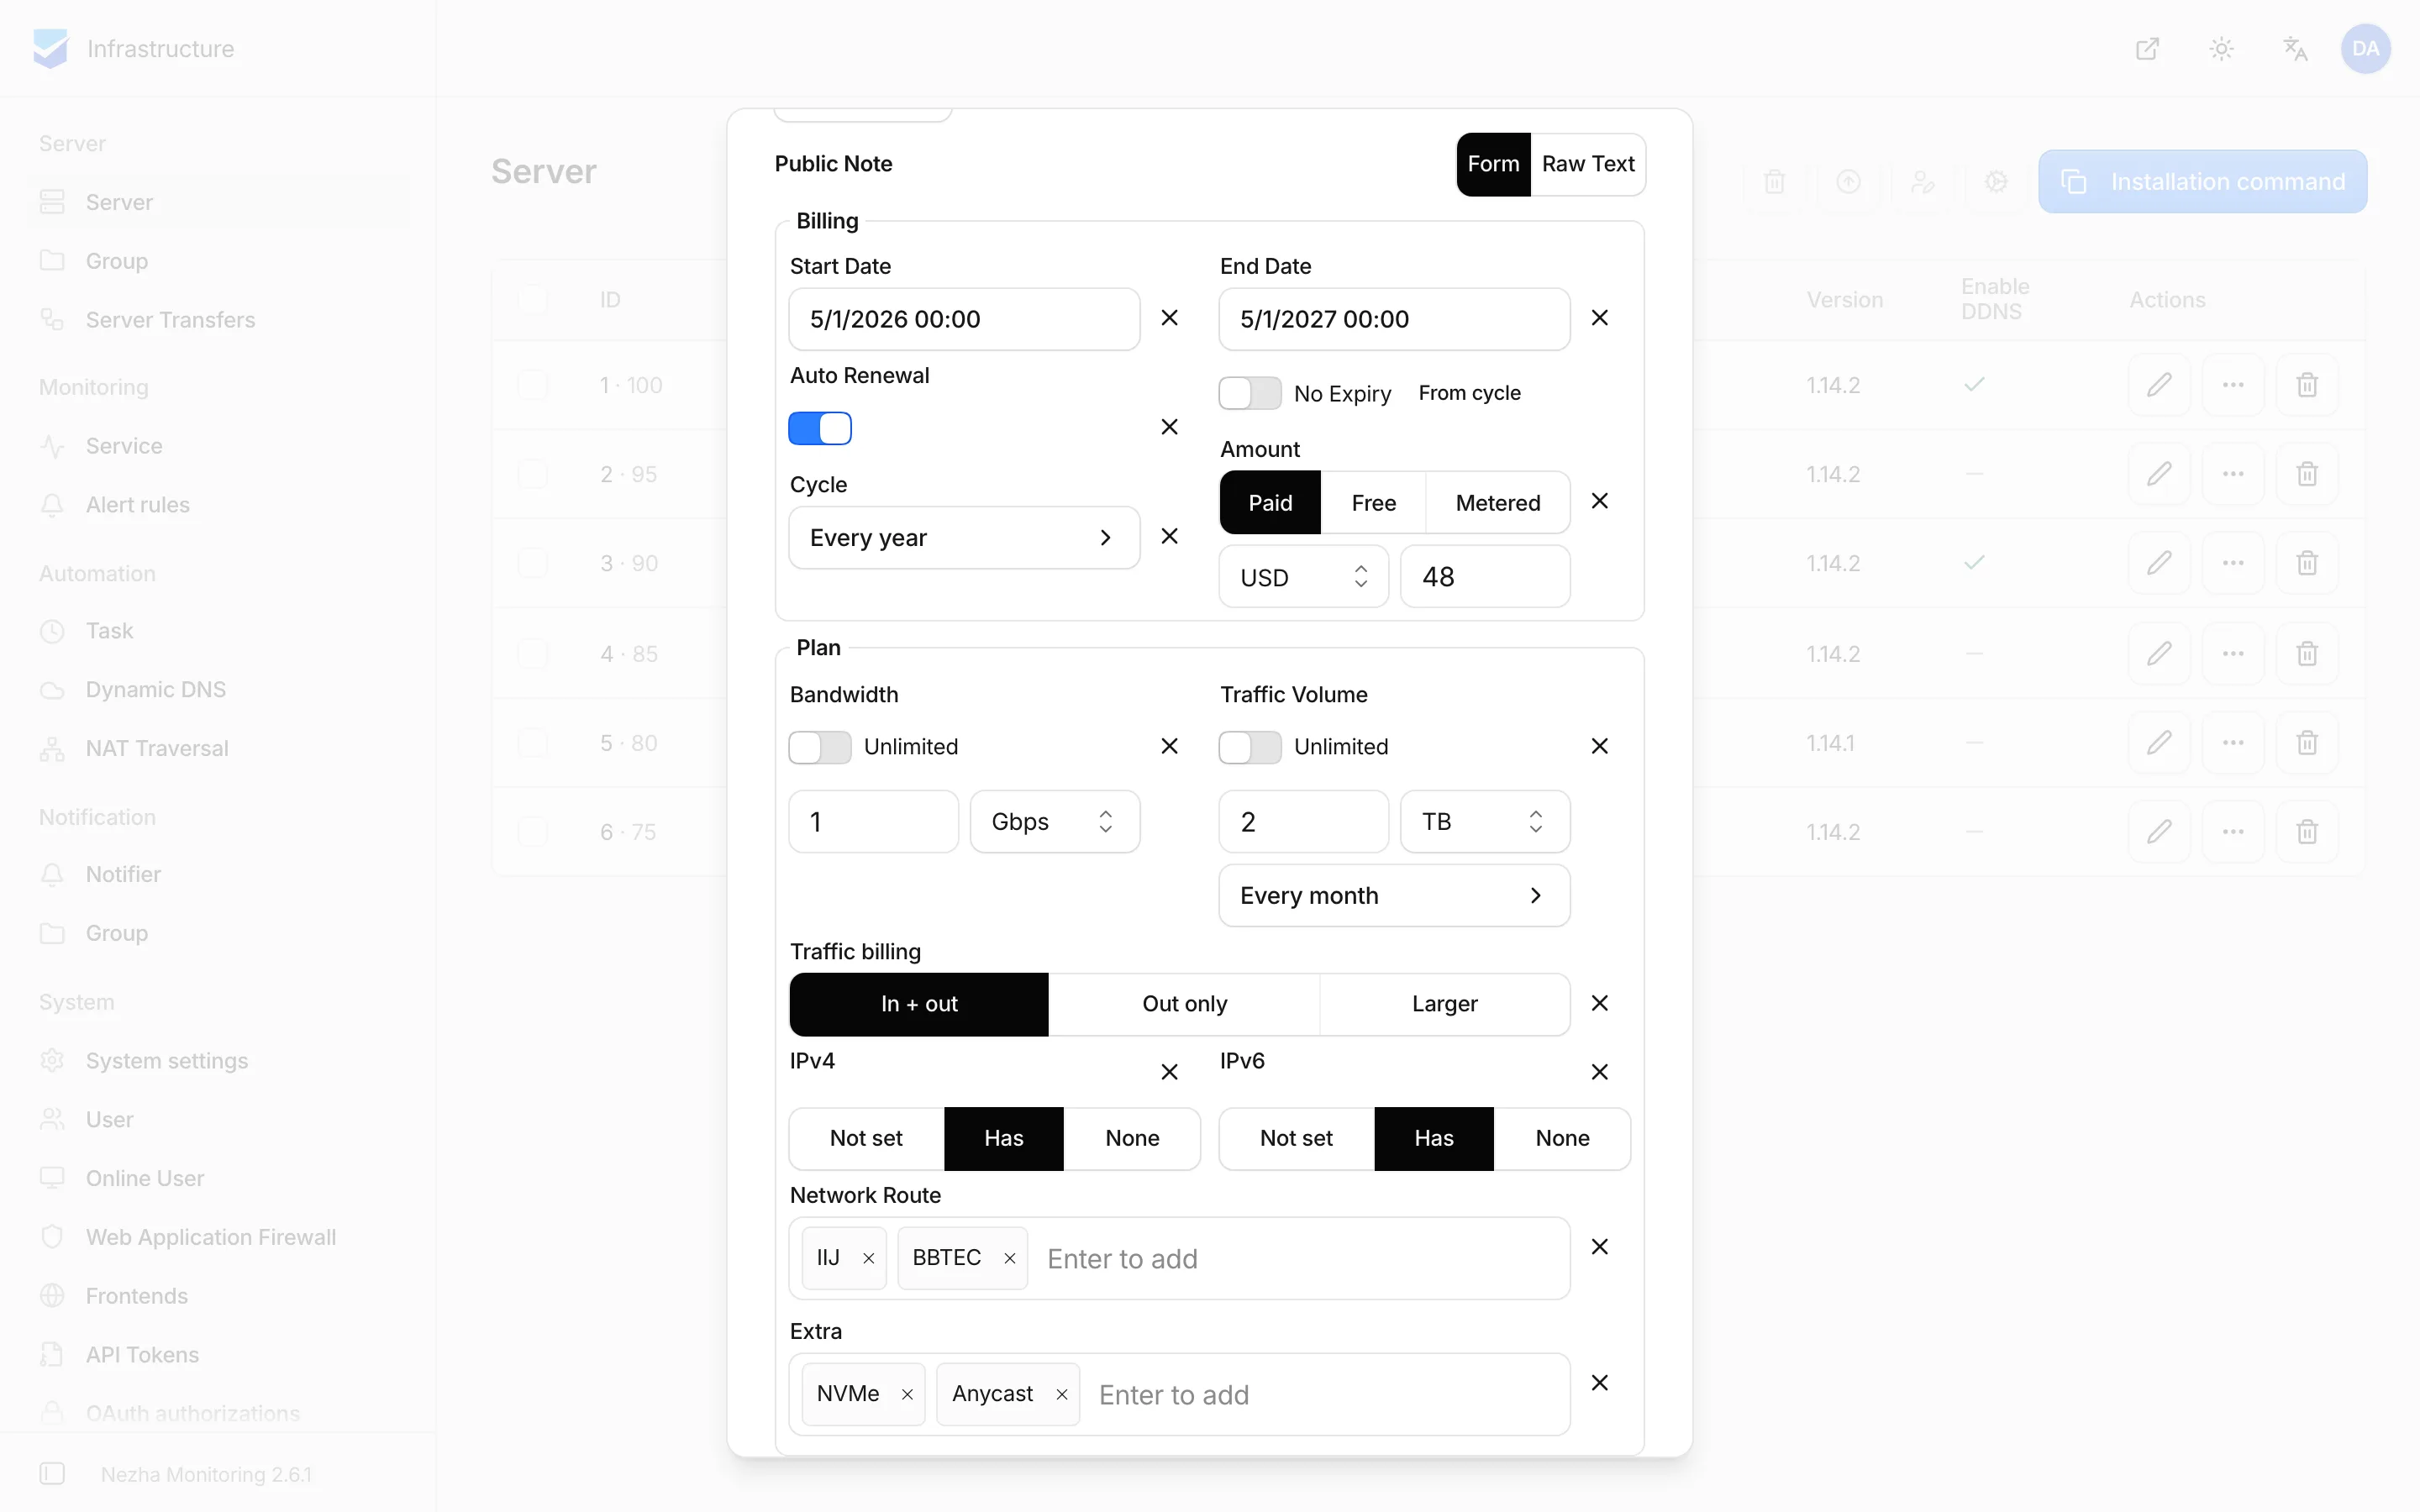 Infrastructure
DA
Server
Server
Group
Server Transfers
Monitoring
Service
Alert rules
Automation
Task
Dynamic DNS
NAT Traversal
Notification
Notifier
Group
System
System settings
User
Online User
Web Application Firewall
Frontends
API Tokens
OAuth authorizations
Nezha Monitoring 2.6.1
Server
Installation command
ID
Version
Enable DDNS
Actions
1 · 100
1.14.2
2 · 95
1.14.2
3 · 90
1.14.2
4 · 85
1.14.2
5 · 80
1.14.1
6 · 75
1.14.2
Public Note
Form
Raw Text
Billing
Start Date
End Date
5/1/2026 00:00
5/1/2027 00:00
Auto Renewal
No Expiry
From cycle
Amount
Paid
Free
Metered
Cycle
Every year
USD
48
Plan
Bandwidth
Traffic Volume
Unlimited
Unlimited
1
Gbps
2
TB
Every month
Traffic billing
In + out
Out only
Larger
IPv4
IPv6
Not set
Has
None
Not set
Has
None
Network Route
IIJ
BBTEC
Enter to add
Extra
NVMe
Anycast
Enter to add